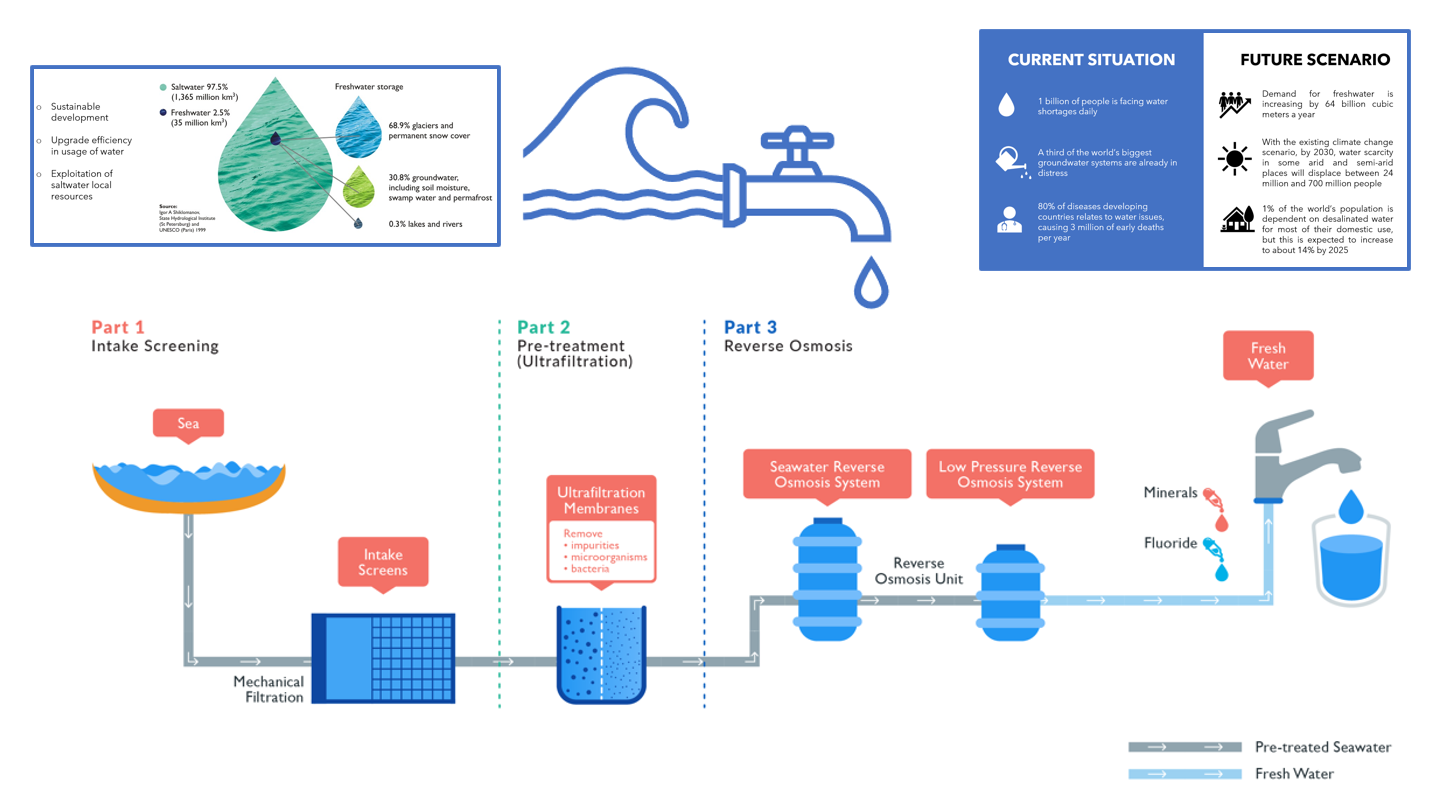 o Sustainable
development
o Upgrade efficiency
in usage of water
o Exploitation of
saltwater local
resources
Saltwater 97.5%
(1,365 million km³)
Freshwater 2.5%
(35 million km³)
Source:
Igor A Shiklomanov,
State Hydrological Institute
(St Petersburg) and
UNESCO (Paris) 1999
Freshwater storage
68.9% glaciers and
permanent snow cover
30.8% groundwater,
including soil moisture,
swamp water and permafrost
0.3% lakes and rivers
CURRENT SITUATION
1 billion of people is facing water
shortages daily
A third of the world's biggest
groundwater systems are already in
distress
80% of diseases developing
countries relates to water issues,
causing 3 million of early deaths
per year
FUTURE SCENARIO
Demand for freshwater is
increasing by 64 billion cubic
meters a year
With the existing climate change
scenario, by 2030, water scarcity
in some arid and semi-arid
places will displace between 24
million and 700 million people
1% of the world's population is
dependent on desalinated water
for most of their domestic use,
but this is expected to increase
to about 14% by 2025
Part 1
Intake Screening
Part 2
Pre-treatment
(Ultrafiltration)
Part 3
Reverse Osmosis
Sea
Intake
Screens
Mechanical
Filtration
Ultrafiltration
Membranes
Remove
• impurities
• microorganisms
• bacteria
Seawater Reverse
Osmosis System
Low Pressure Reverse
Osmosis System
Reverse
Osmosis Unit
Minerals
Fluoride
Fresh
Water
Pre-treated Seawater
Fresh Water